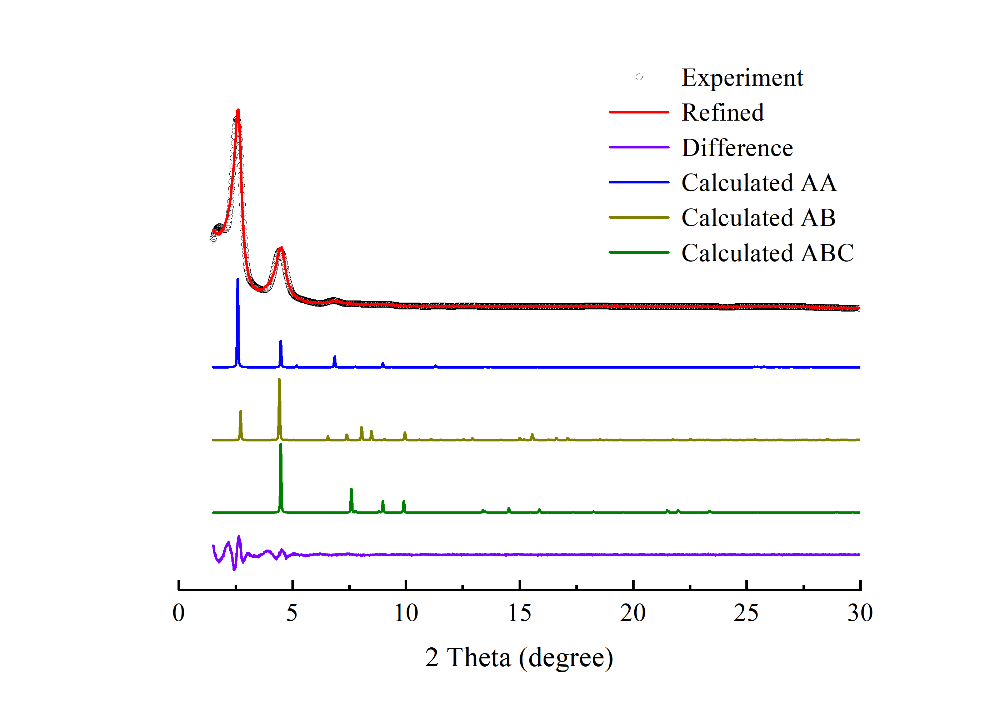 Experiment
Refined
Difference
Calculated AA
Calculated AB
Calculated ABC
0 5 10 15 20 25 30
2 Theta (degree)